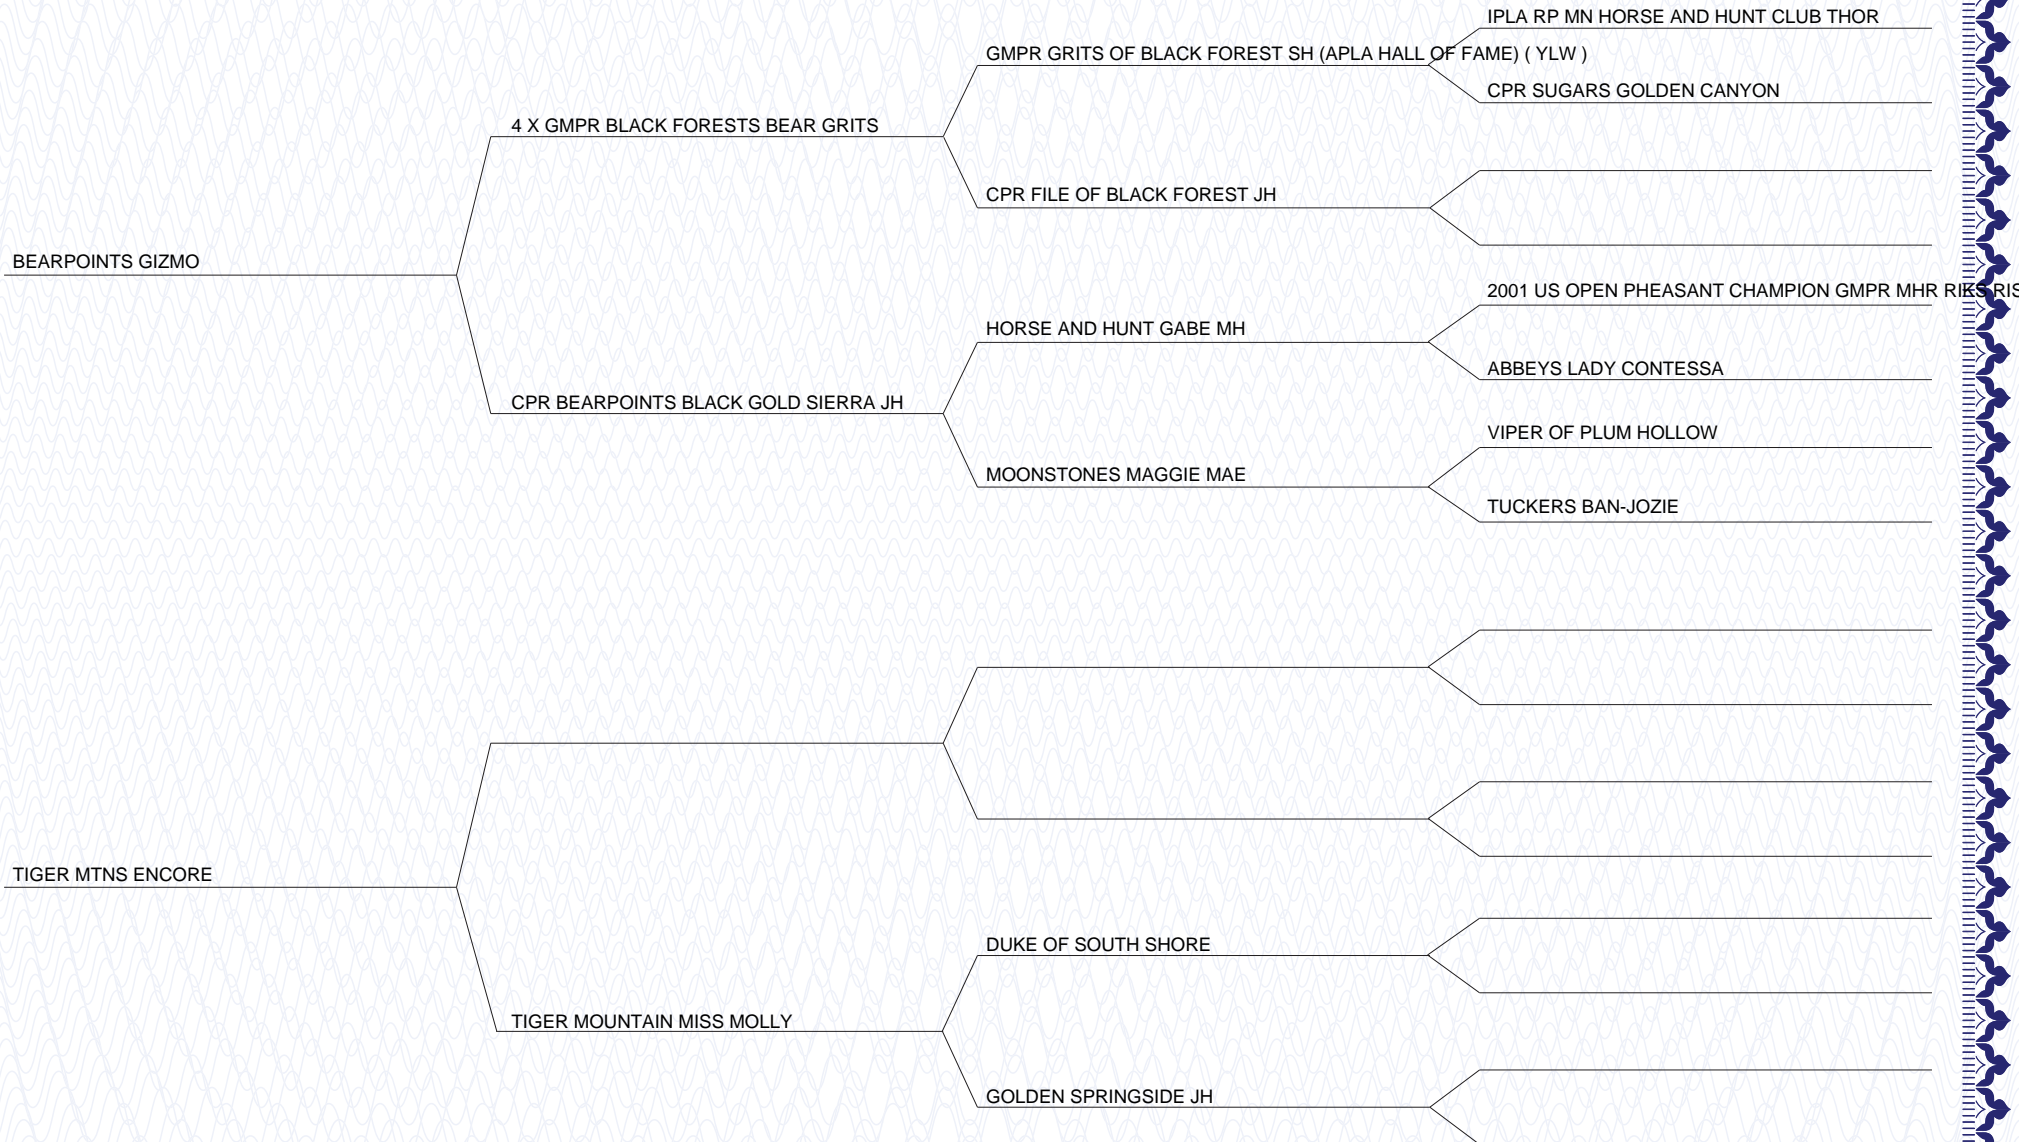 IPLA RP MN HORSE AND HUNT CLUB THOR
GMPR GRITS OF BLACK FOREST SH (APLA HALL OF FAME) ( YLW )
CPR SUGARS GOLDEN CANYON
4 X GMPR BLACK FORESTS BEAR GRITS
CPR FILE OF BLACK FOREST JH
BEARPOINTS GIZMO
2001 US OPEN PHEASANT CHAMPION GMPR MHR RIKS RIS
HORSE AND HUNT GABE MH
ABBEYS LADY CONTESSA
CPR BEARPOINTS BLACK GOLD SIERRA JH
VIPER OF PLUM HOLLOW
MOONSTONES MAGGIE MAE
TUCKERS BAN-JOZIE
TIGER MTNS ENCORE
DUKE OF SOUTH SHORE
TIGER MOUNTAIN MISS MOLLY
GOLDEN SPRINGSIDE JH